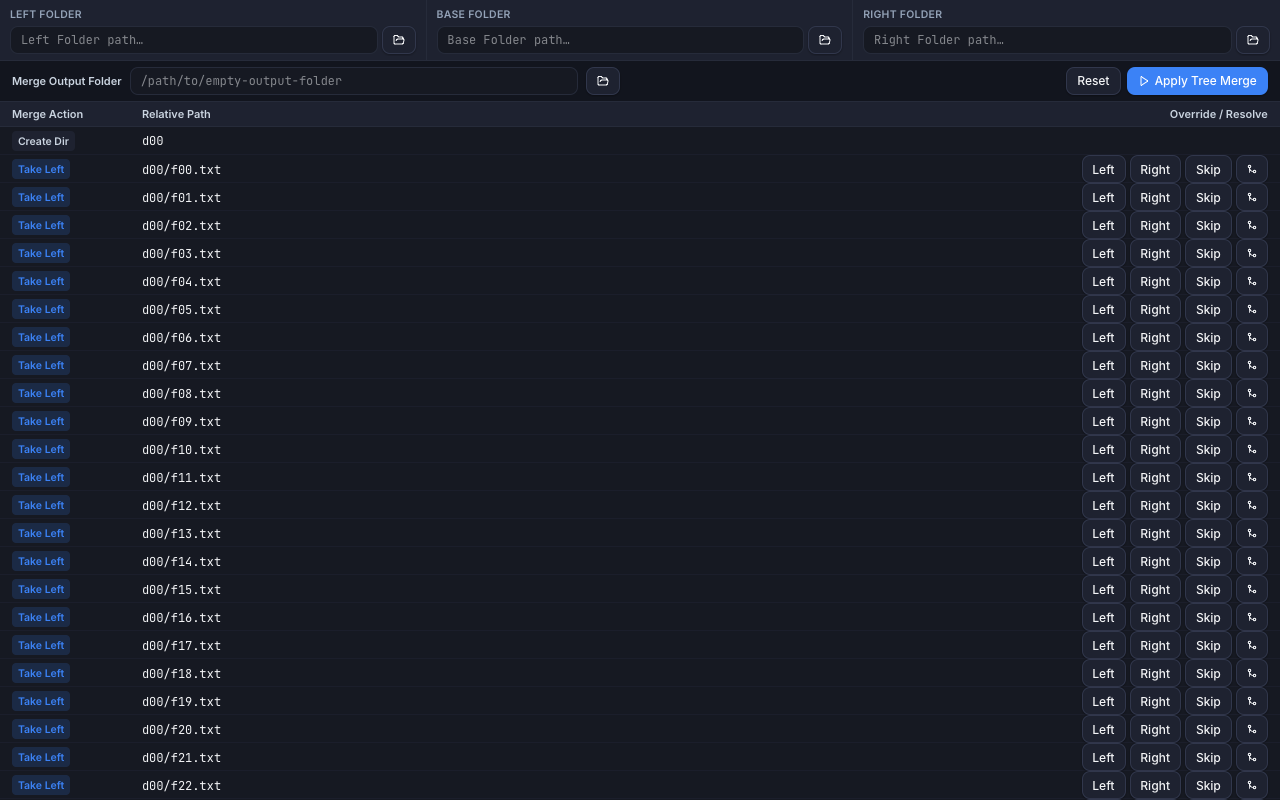 LEFT FOLDER BASE FOLDER RIGHT FOLDER
Left Folder path… Base Folder path… Right Folder path…
Merge Output Folder /path/to/empty-output-folder Reset Apply Tree Merge
Merge Action Relative Path Override / Resolve
Create Dir d00
Take Left d00/f00.txt Left Right Skip
Take Left d00/f01.txt Left Right Skip
Take Left d00/f02.txt Left Right Skip
Take Left d00/f03.txt Left Right Skip
Take Left d00/f04.txt Left Right Skip
Take Left d00/f05.txt Left Right Skip
Take Left d00/f06.txt Left Right Skip
Take Left d00/f07.txt Left Right Skip
Take Left d00/f08.txt Left Right Skip
Take Left d00/f09.txt Left Right Skip
Take Left d00/f10.txt Left Right Skip
Take Left d00/f11.txt Left Right Skip
Take Left d00/f12.txt Left Right Skip
Take Left d00/f13.txt Left Right Skip
Take Left d00/f14.txt Left Right Skip
Take Left d00/f15.txt Left Right Skip
Take Left d00/f16.txt Left Right Skip
Take Left d00/f17.txt Left Right Skip
Take Left d00/f18.txt Left Right Skip
Take Left d00/f19.txt Left Right Skip
Take Left d00/f20.txt Left Right Skip
Take Left d00/f21.txt Left Right Skip
Take Left d00/f22.txt Left Right Skip